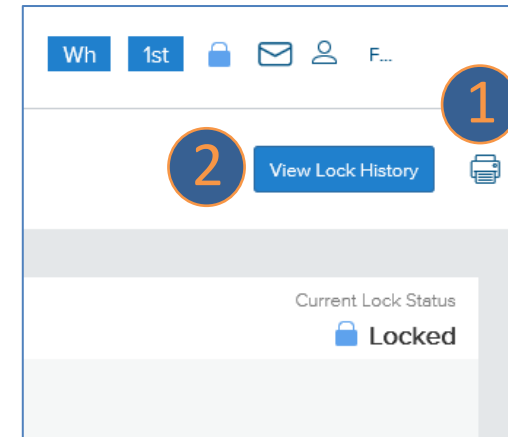 Wh 1st F...
1
2 View Lock History
Current Lock Status
Locked